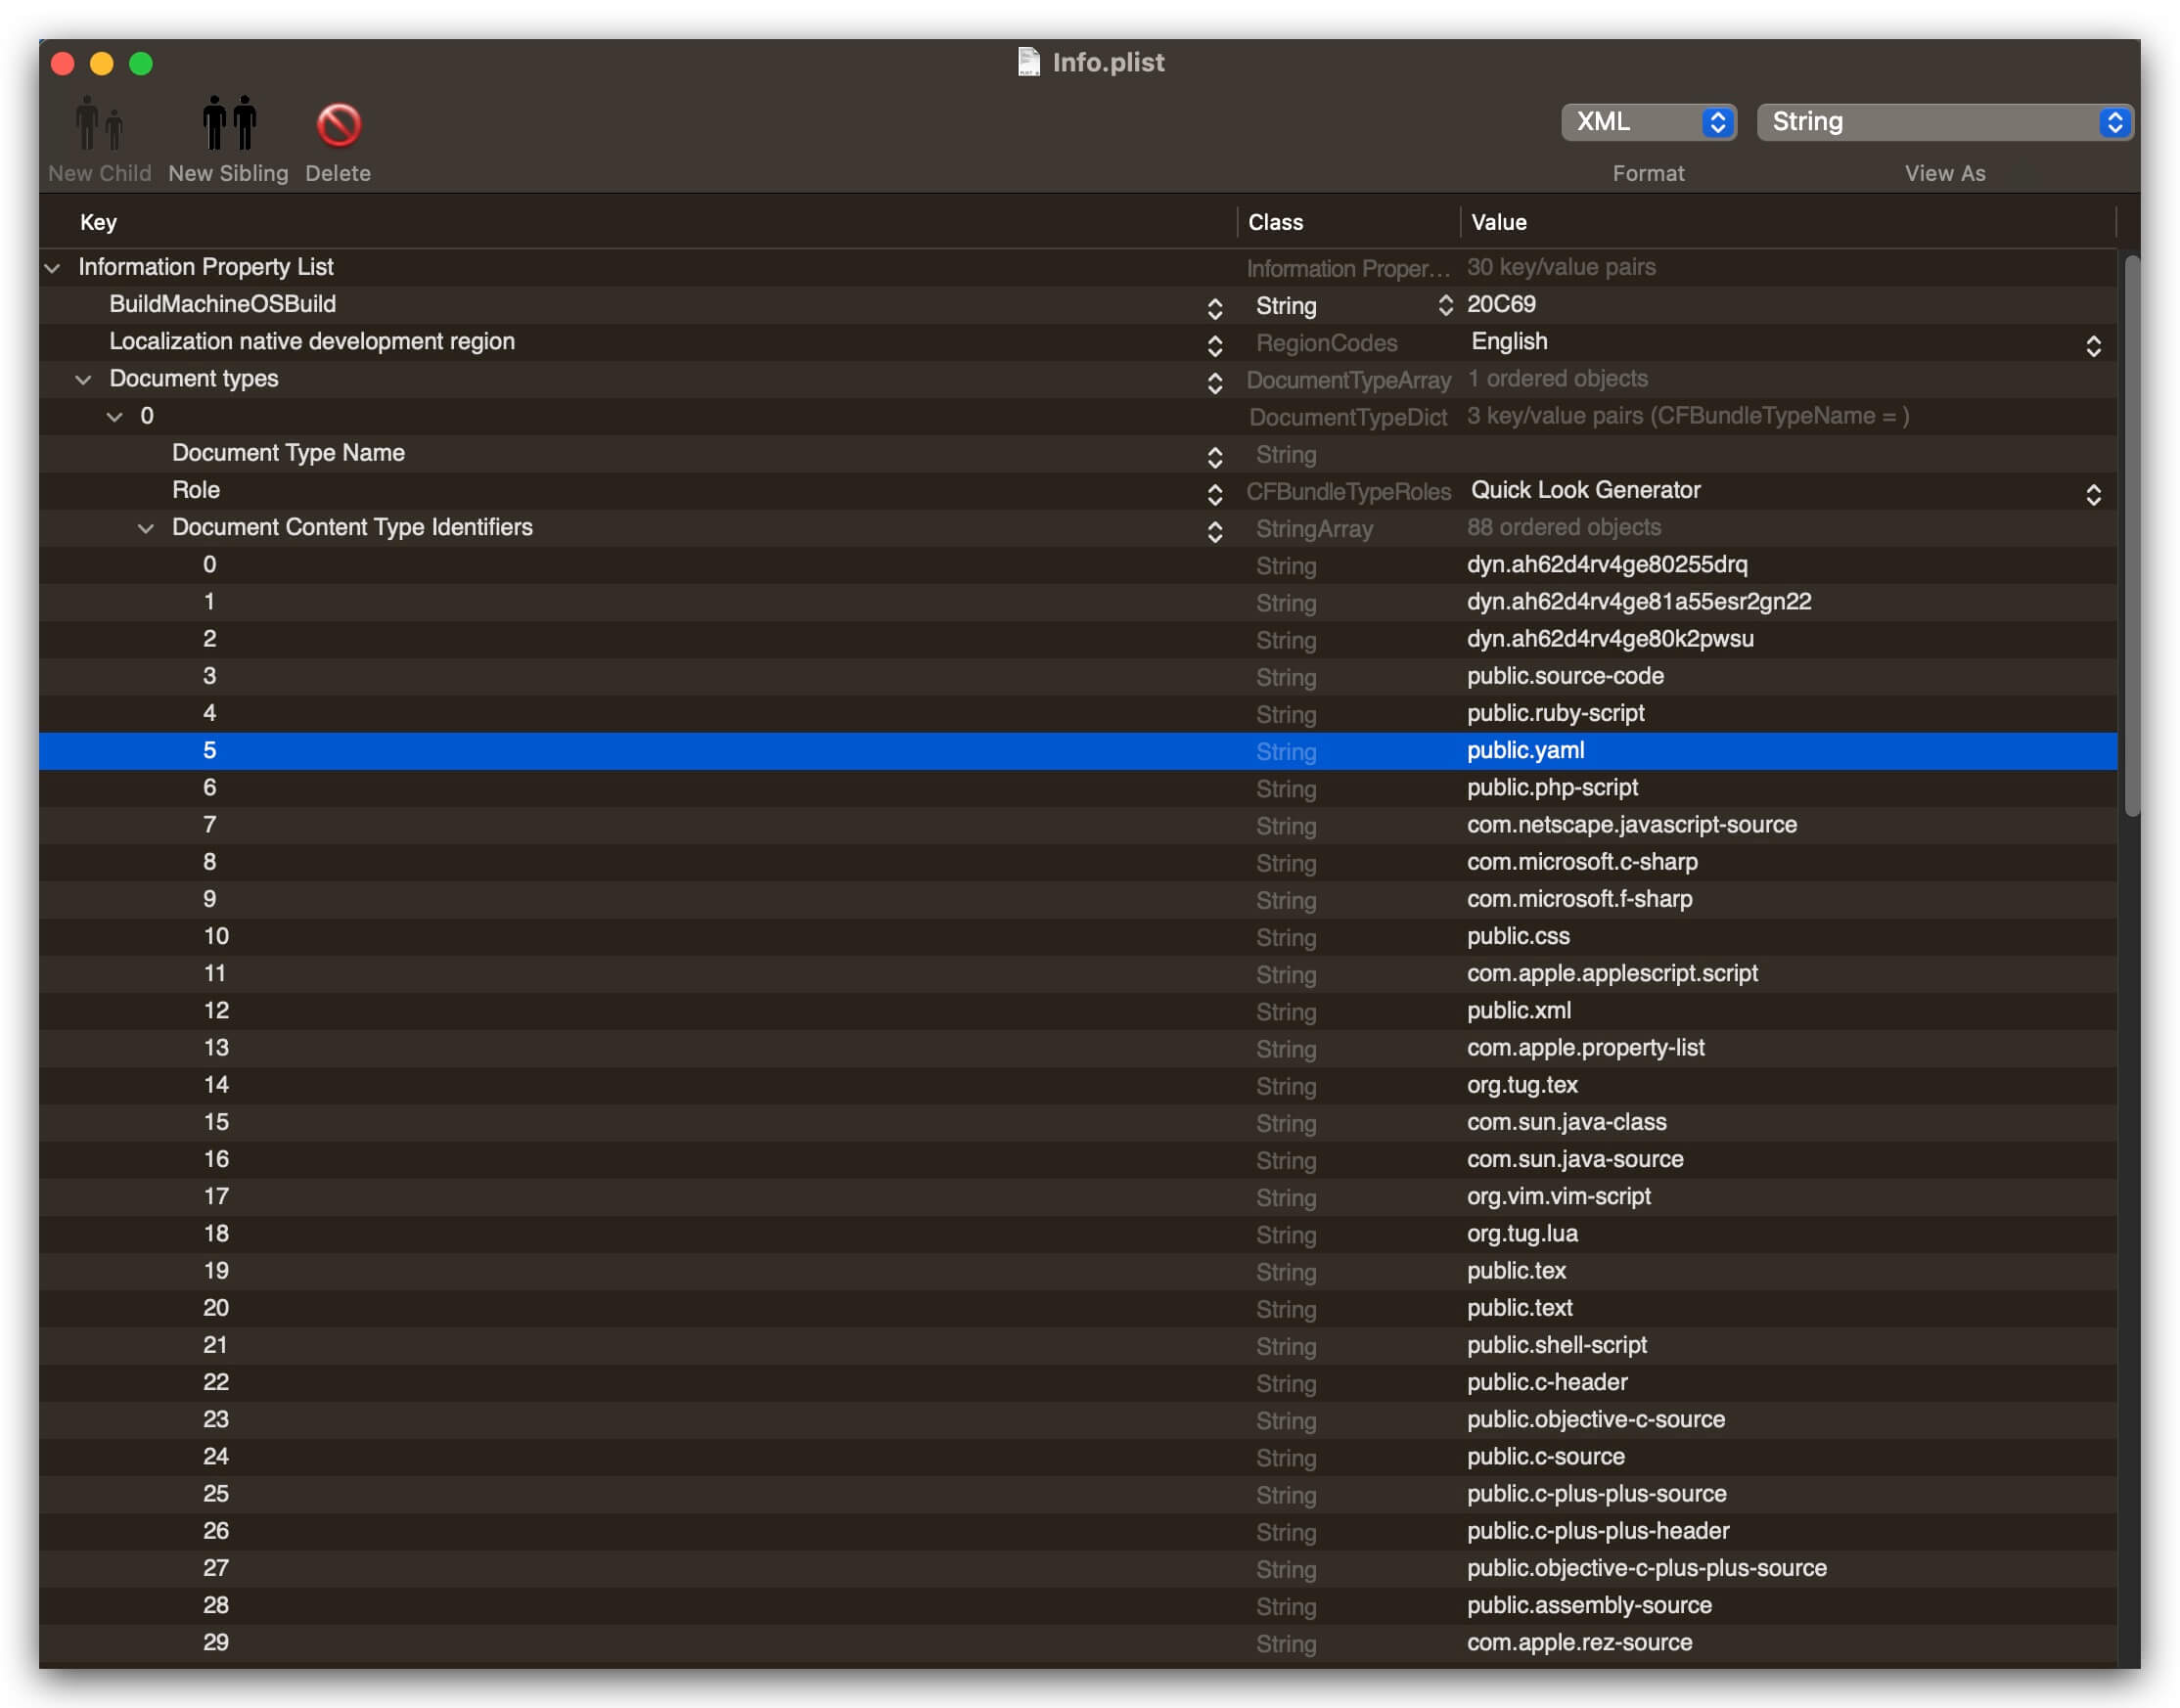 Info.plist
New Child New Sibling Delete XML Format String View As
Key Class Value
Information Property List Information Proper... 30 key/value pairs
BuildMachineOSBuild String 20C69
Localization native development region RegionCodes English
Document types DocumentTypeArray 1 ordered objects
0 DocumentTypeDict 3 key/value pairs (CFBundleTypeName = )
Document Type Name String
Role CFBundleTypeRoles Quick Look Generator
Document Content Type Identifiers StringArray 88 ordered objects
0 String dyn.ah62d4rv4ge80255drq
1 String dyn.ah62d4rv4ge81a55esr2gn22
2 String dyn.ah62d4rv4ge80k2pwsu
3 String public.source-code
4 String public.ruby-script
5 String public.yaml
6 String public.php-script
7 String com.netscape.javascript-source
8 String com.microsoft.c-sharp
9 String com.microsoft.f-sharp
10 String public.css
11 String com.apple.applescript.script
12 String public.xml
13 String com.apple.property-list
14 String org.tug.tex
15 String com.sun.java-class
16 String com.sun.java-source
17 String org.vim.vim-script
18 String org.tug.lua
19 String public.tex
20 String public.text
21 String public.shell-script
22 String public.c-header
23 String public.objective-c-source
24 String public.c-source
25 String public.c-plus-plus-source
26 String public.c-plus-plus-header
27 String public.objective-c-plus-plus-source
28 String public.assembly-source
29 String com.apple.rez-source